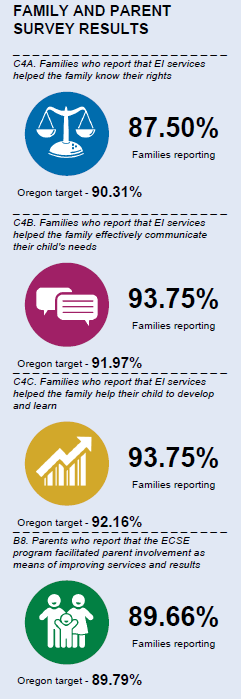 FAMILY AND PARENT
SURVEY RESULTS
C4A. Families who report that EI services
helped the family know their rights
87.50%
Families reporting
Oregon target - 90.31%
C4B. Families who report that EI services
helped the family effectively communicate
their child's needs
93.75%
Families reporting
Oregon target - 91.97%
C4C. Families who report that EI services
helped the family help their child to develop
and learn
93.75%
Families reporting
Oregon target - 92.16%
B8. Parents who report that the ECSE
program facilitated parent involvement as
means of improving services and results
89.66%
Families reporting
Oregon target - 89.79%